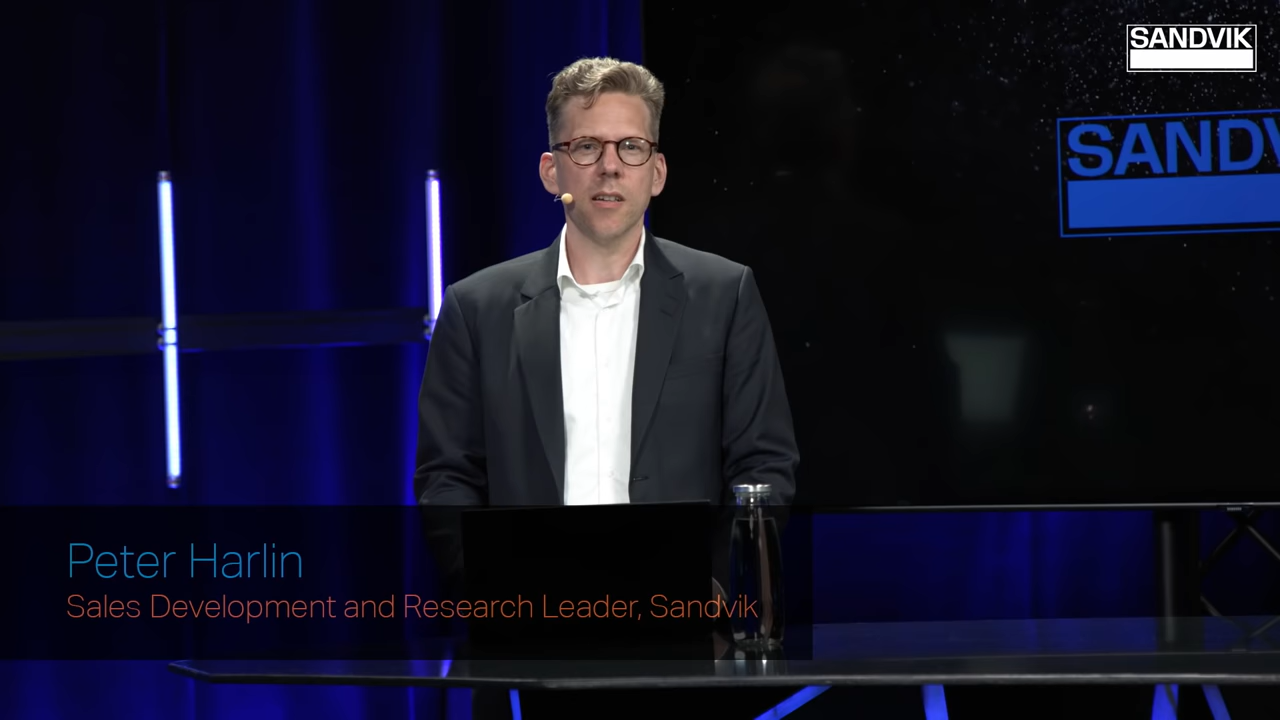 SANDVIK
SANDV
Peter Harlin
Sales Development and Research Leader, Sandvik